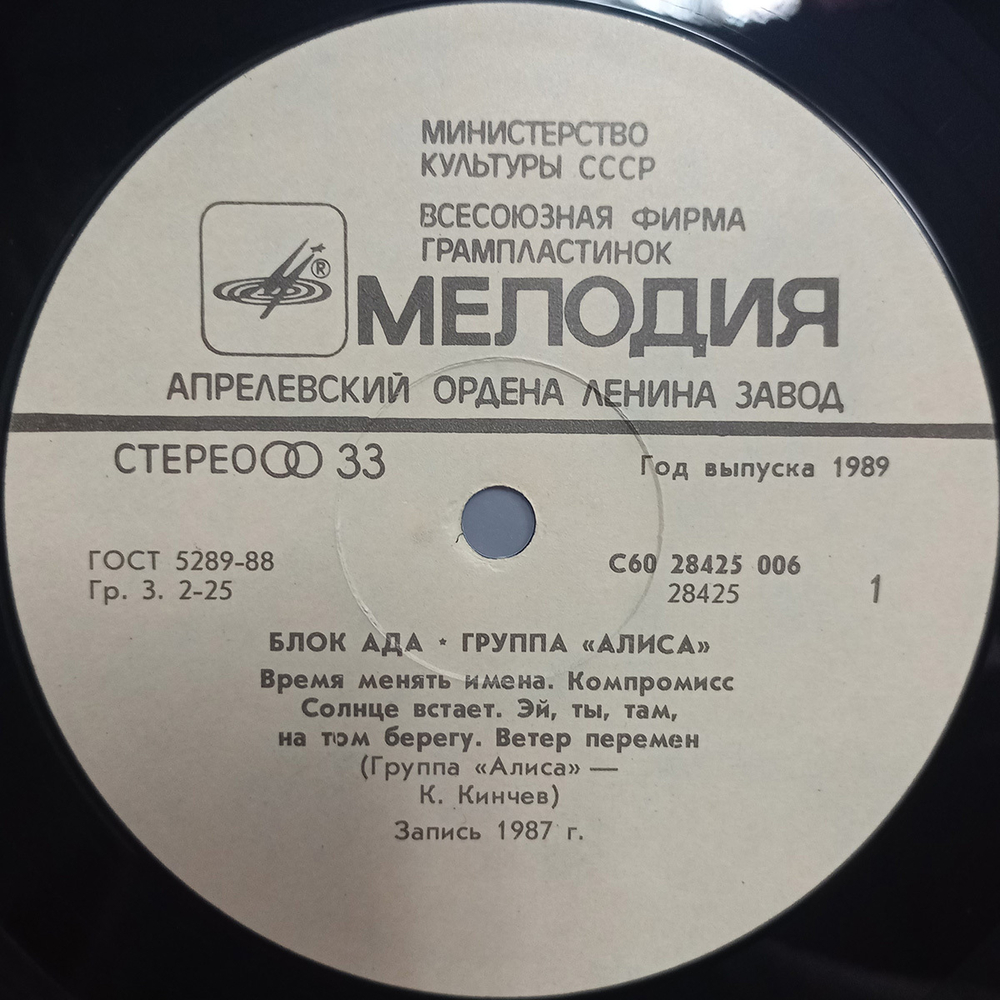 МИНИСТЕРСТВО
КУЛЬТУРЫ СССР
ВСЕСОЮЗНАЯ ФИРМА
ГРАМПЛАСТИНОК
®
МЕЛОДИЯ
АПРЕЛЕВСКИЙ ОРДЕНА ЛЕНИНА ЗАВОД
СТЕРЕО 33
Год выпуска 1989
ГОСТ 5289-88
Гр. 3. 2-25
С60 28425 006
28425
1
БЛОК АДА * ГРУППА «АЛИСА»
Время менять имена. Компромисс
Солнце встает. Эй, ты, там,
на том берегу. Ветер перемен
(Группа «Алиса» —
К. Кинчев)
Запись 1987 г.